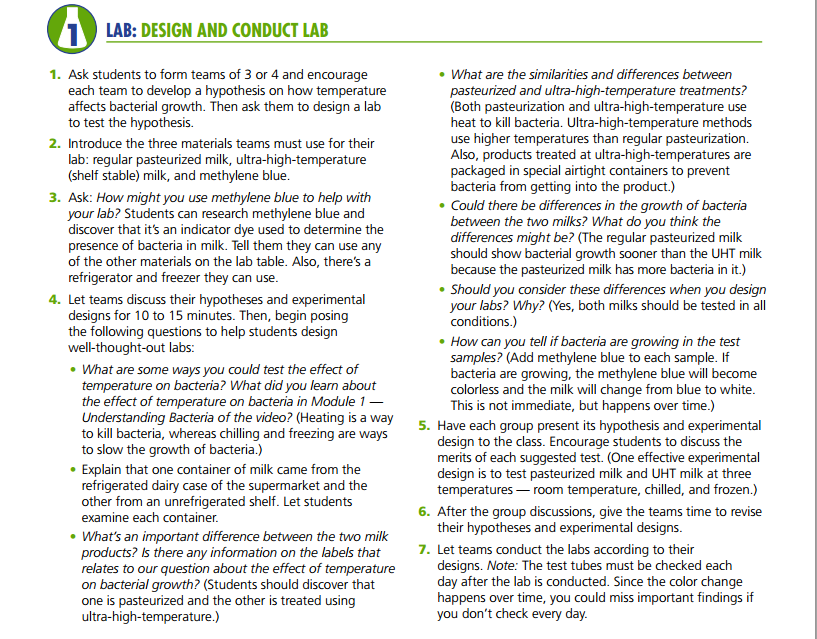 1 LAB: DESIGN AND CONDUCT LAB
1. Ask students to form teams of 3 or 4 and encourage
each team to develop a hypothesis on how temperature
affects bacterial growth. Then ask them to design a lab
to test the hypothesis.
2. Introduce the three materials teams must use for their
lab: regular pasteurized milk, ultra-high-temperature
(shelf stable) milk, and methylene blue.
3. Ask: How might you use methylene blue to help with
your lab? Students can research methylene blue and
discover that it's an indicator dye used to determine the
presence of bacteria in milk. Tell them they can use any
of the other materials on the lab table. Also, there's a
refrigerator and freezer they can use.
4. Let teams discuss their hypotheses and experimental
designs for 10 to 15 minutes. Then, begin posing
the following questions to help students design
well-thought-out labs:
• What are some ways you could test the effect of
temperature on bacteria? What did you learn about
the effect of temperature on bacteria in Module 1 —
Understanding Bacteria of the video? (Heating is a way
to kill bacteria, whereas chilling and freezing are ways
to slow the growth of bacteria.)
• Explain that one container of milk came from the
refrigerated dairy case of the supermarket and the
other from an unrefrigerated shelf. Let students
examine each container.
• What's an important difference between the two milk
products? Is there any information on the labels that
relates to our question about the effect of temperature
on bacterial growth? (Students should discover that
one is pasteurized and the other is treated using
ultra-high-temperature.)
• What are the similarities and differences between
pasteurized and ultra-high-temperature treatments?
(Both pasteurization and ultra-high-temperature use
heat to kill bacteria. Ultra-high-temperature methods
use higher temperatures than regular pasteurization.
Also, products treated at ultra-high-temperatures are
packaged in special airtight containers to prevent
bacteria from getting into the product.)
• Could there be differences in the growth of bacteria
between the two milks? What do you think the
differences might be? (The regular pasteurized milk
should show bacterial growth sooner than the UHT milk
because the pasteurized milk has more bacteria in it.)
• Should you consider these differences when you design
your labs? Why? (Yes, both milks should be tested in all
conditions.)
• How can you tell if bacteria are growing in the test
samples? (Add methylene blue to each sample. If
bacteria are growing, the methylene blue will become
colorless and the milk will change from blue to white.
This is not immediate, but happens over time.)
5. Have each group present its hypothesis and experimental
design to the class. Encourage students to discuss the
merits of each suggested test. (One effective experimental
design is to test pasteurized milk and UHT milk at three
temperatures — room temperature, chilled, and frozen.)
6. After the group discussions, give the teams time to revise
their hypotheses and experimental designs.
7. Let teams conduct the labs according to their
designs. Note: The test tubes must be checked each
day after the lab is conducted. Since the color change
happens over time, you could miss important findings if
you don't check every day.